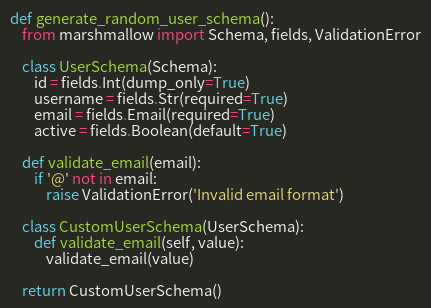 def generate_random_user_schema():
    from marshmallow import Schema, fields, ValidationError

    class UserSchema(Schema):
        id = fields.Int(dump_only=True)
        username = fields.Str(required=True)
        email = fields.Email(required=True)
        active = fields.Boolean(default=True)

    def validate_email(email):
        if '@' not in email:
            raise ValidationError('Invalid email format')

    class CustomUserSchema(UserSchema):
        def validate_email(self, value):
            validate_email(value)

    return CustomUserSchema()